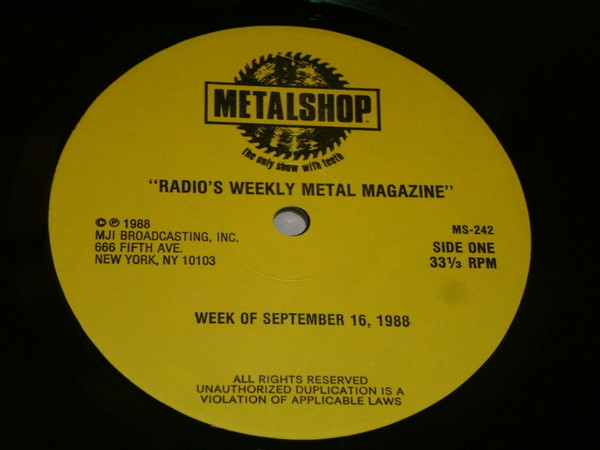 METALSHOP™
The only show with teeth
"RADIO'S WEEKLY METAL MAGAZINE"
© ℗ 1988
MJI BROADCASTING, INC.
666 FIFTH AVE.
NEW YORK, NY 10103
MS-242
SIDE ONE
33⅓ RPM
WEEK OF SEPTEMBER 16, 1988
ALL RIGHTS RESERVED
UNAUTHORIZED DUPLICATION IS A
VIOLATION OF APPLICABLE LAWS